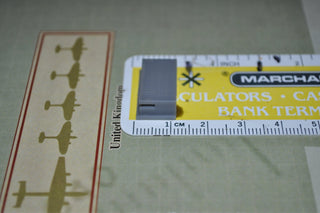 United Kingdom
INCH
MARCHA
CULATORS · CA
BANK TERM
1 CM 2 3 4 5